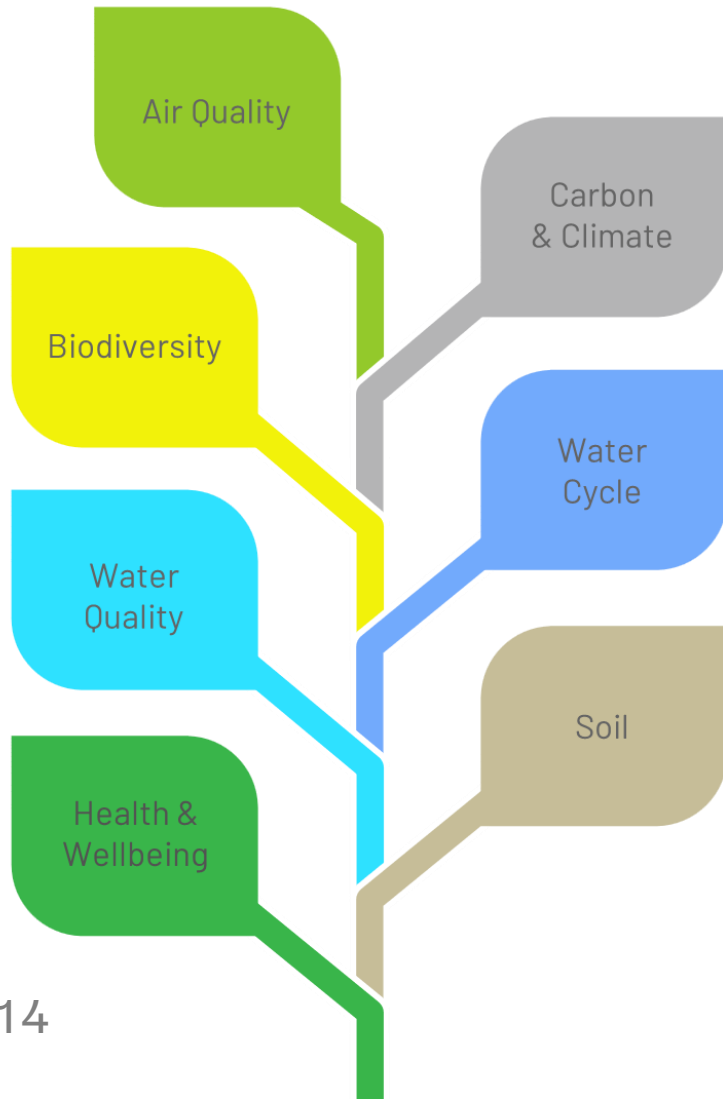 Air Quality
Carbon
& Climate
Biodiversity
Water
Cycle
Water
Quality
Soil
Health &
Wellbeing
14